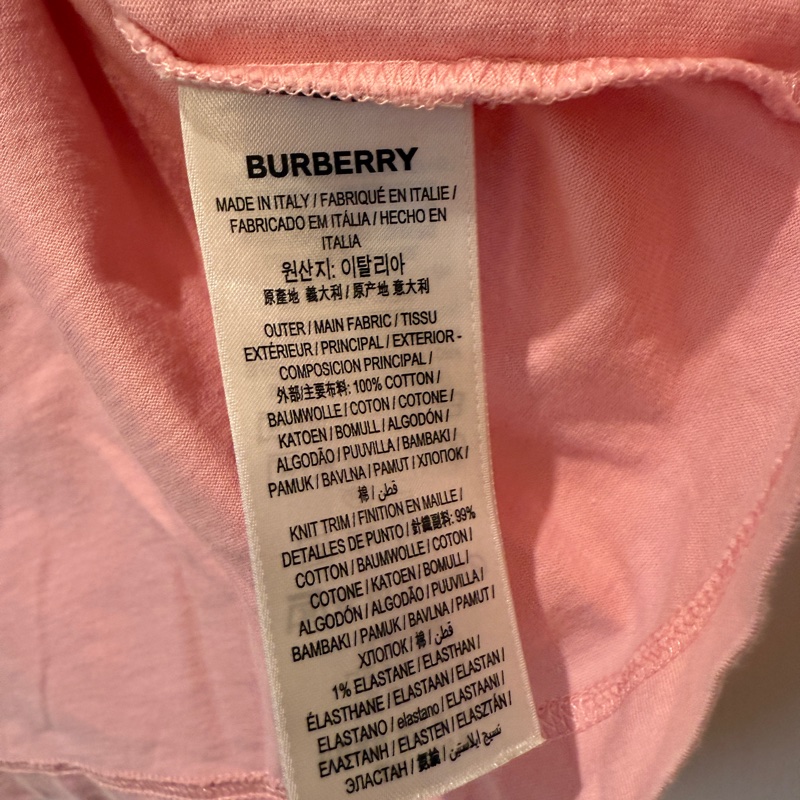 BURBERRY
MADE IN ITALY / FABRIQUÉ EN ITALIE /
FABRICADO EM ITÁLIA / HECHO EN
ITALIA
원산지: 이탈리아
原產地 義大利 / 原产地 意大利
OUTER / MAIN FABRIC / TISSU
EXTÉRIEUR / PRINCIPAL / EXTERIOR -
COMPOSICION PRINCIPAL /
外部/主要布料: 100% COTTON /
BAUMWOLLE / COTON / COTONE /
KATOEN / BOMULL / ALGODÓN /
ALGODÃO / PUUVILLA / BAMBAKI /
PAMUK / BAVLNA / PAMUT / ХЛОПОК /
棉 / قطن
KNIT TRIM / FINITION EN MAILLE /
DETALLES DE PUNTO / 針織副料: 99%
COTTON / BAUMWOLLE / COTON /
COTONE / KATOEN / BOMULL /
ALGODÓN / ALGODÃO / PUUVILLA /
BAMBAKI / PAMUK / BAVLNA / PAMUT /
ХЛОПОК / 棉 / قطن
1% ELASTANE / ELASTHAN /
ÉLASTHANE / ELASTAAN / ELASTAN /
ELASTANO / elastano / ELASTAANI /
ΕΛΑΣΤΑΝΗ / ELASTEN / ELASZTÁN /
ЭЛАСТАН / نسيج ايلاستين